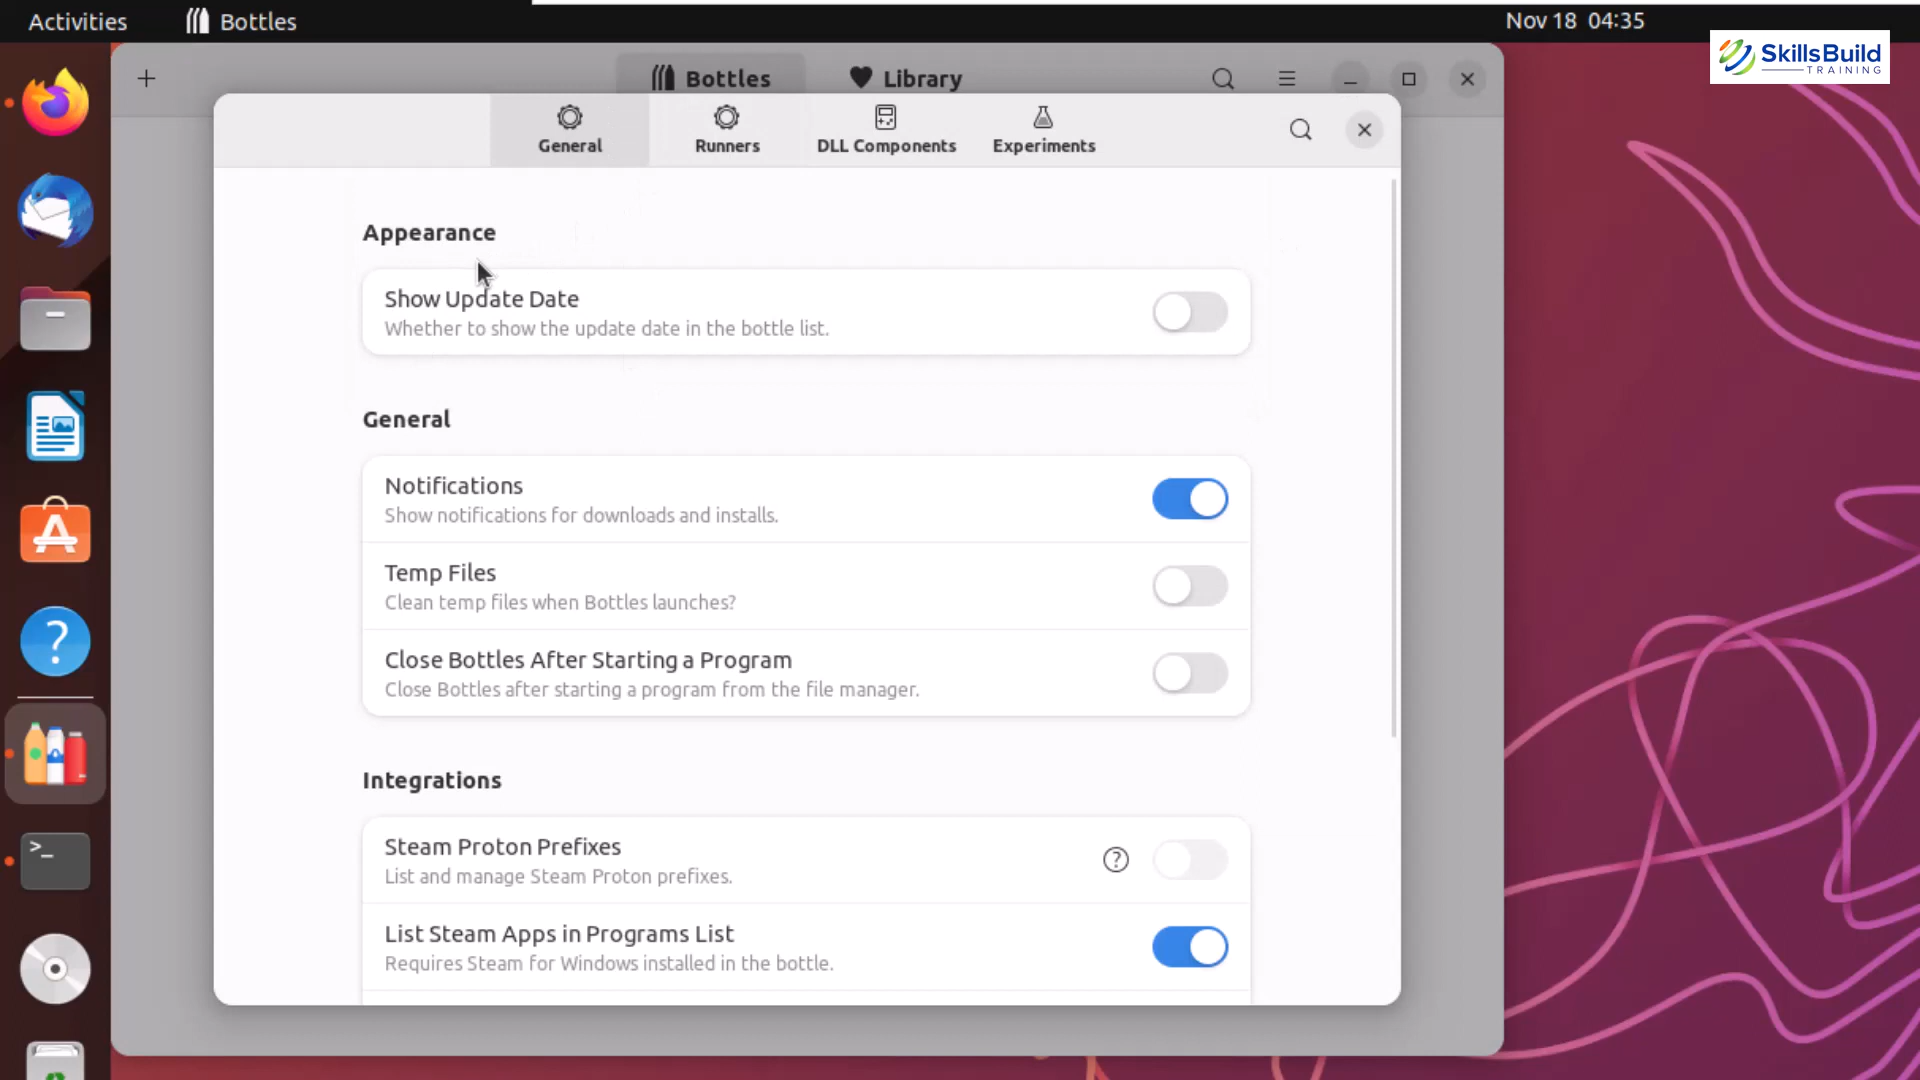 Activities
Bottles
Nov 18 04:35
SkillsBuild
TRAINING
Bottles
Library
General
Runners
DLL Components
Experiments
Appearance
Show Update Date
Whether to show the update date in the bottle list.
General
Notifications
Show notifications for downloads and installs.
Temp Files
Clean temp files when Bottles launches?
Close Bottles After Starting a Program
Close Bottles after starting a program from the file manager.
Integrations
Steam Proton Prefixes
List and manage Steam Proton prefixes.
List Steam Apps in Programs List
Requires Steam for Windows installed in the bottle.